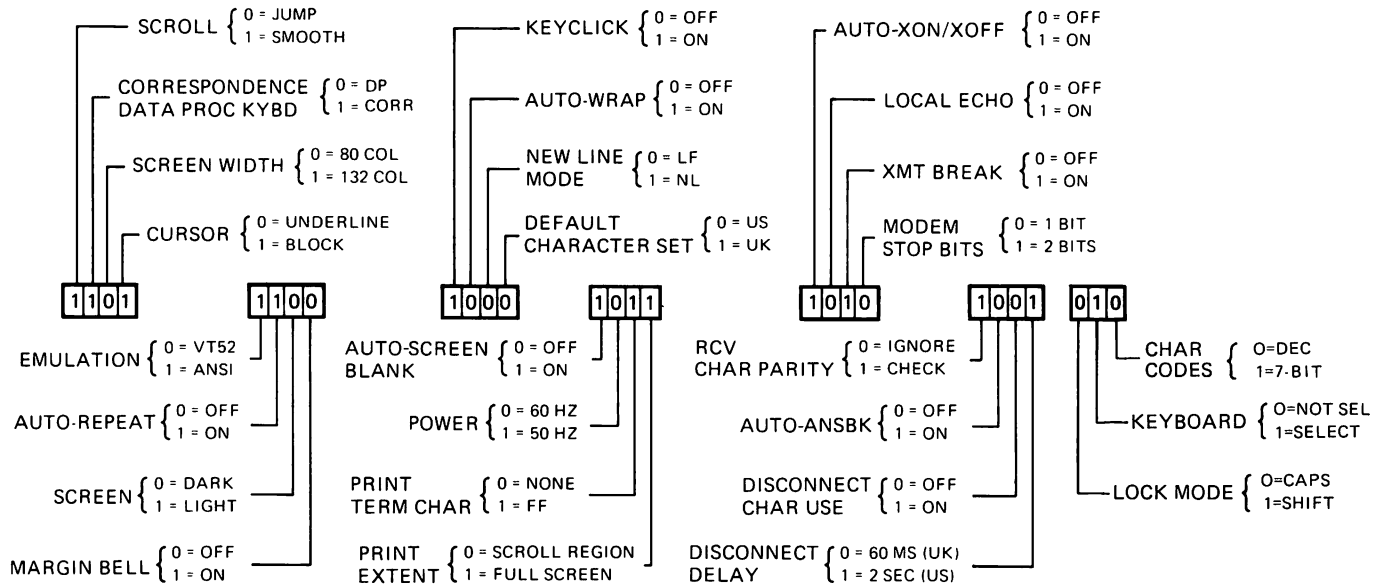 SCROLL { 0 = JUMP
1 = SMOOTH
CORRESPONDENCE { 0 = DP
DATA PROC KYBD 1 = CORR
SCREEN WIDTH { 0 = 80 COL
1 = 132 COL
CURSOR { 0 = UNDERLINE
1 = BLOCK
KEYCLICK { 0 = OFF
1 = ON
AUTO-WRAP { 0 = OFF
1 = ON
NEW LINE { 0 = LF
MODE 1 = NL
DEFAULT { 0 = US
CHARACTER SET 1 = UK
AUTO-XON/XOFF { 0 = OFF
1 = ON
LOCAL ECHO { 0 = OFF
1 = ON
XMT BREAK { 0 = OFF
1 = ON
MODEM { 0 = 1 BIT
STOP BITS 1 = 2 BITS
1101 1100 1000 1011 1010 1001 010
EMULATION { 0 = VT52
1 = ANSI
AUTO-REPEAT { 0 = OFF
1 = ON
SCREEN { 0 = DARK
1 = LIGHT
MARGIN BELL { 0 = OFF
1 = ON
AUTO-SCREEN { 0 = OFF
BLANK 1 = ON
POWER { 0 = 60 HZ
1 = 50 HZ
PRINT { 0 = NONE
TERM CHAR 1 = FF
PRINT { 0 = SCROLL REGION
EXTENT 1 = FULL SCREEN
RCV { 0 = IGNORE
CHAR PARITY 1 = CHECK
AUTO-ANSBK { 0 = OFF
1 = ON
DISCONNECT { 0 = OFF
CHAR USE 1 = ON
DISCONNECT { 0 = 60 MS (UK)
DELAY 1 = 2 SEC (US)
CHAR { O=DEC
CODES 1=7-BIT
KEYBOARD { O=NOT SEL
1=SELECT
LOCK MODE { O=CAPS
1=SHIFT